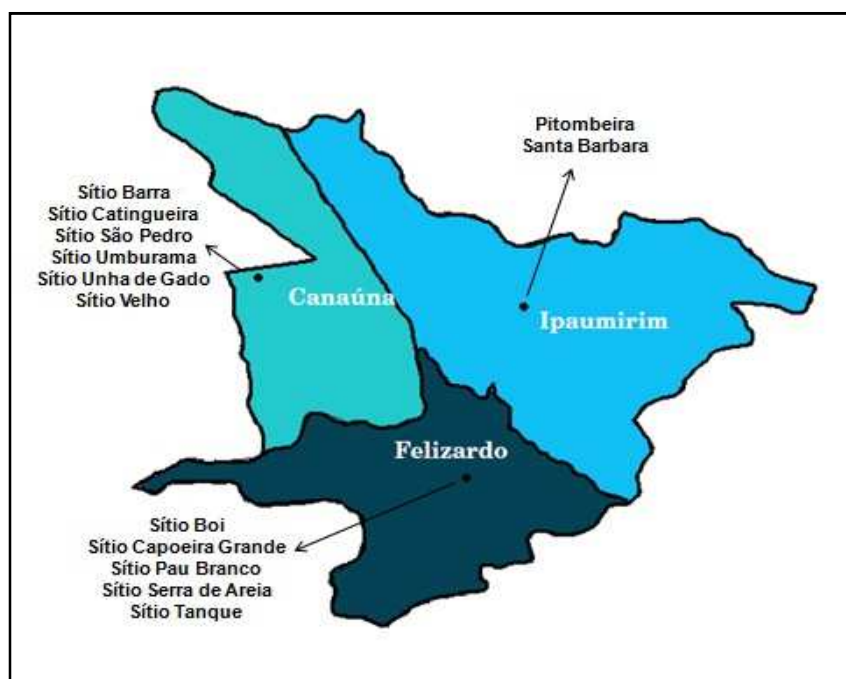 Pitombeira
Santa Barbara
Sítio Barra
Sítio Catingueira
Sítio São Pedro
Sítio Umburama
Sítio Unha de Gado
Sítio Velho
Canaúna
Ipaumirim
Felizardo
Sítio Boi
Sítio Capoeira Grande
Sítio Pau Branco
Sítio Serra de Areia
Sítio Tanque